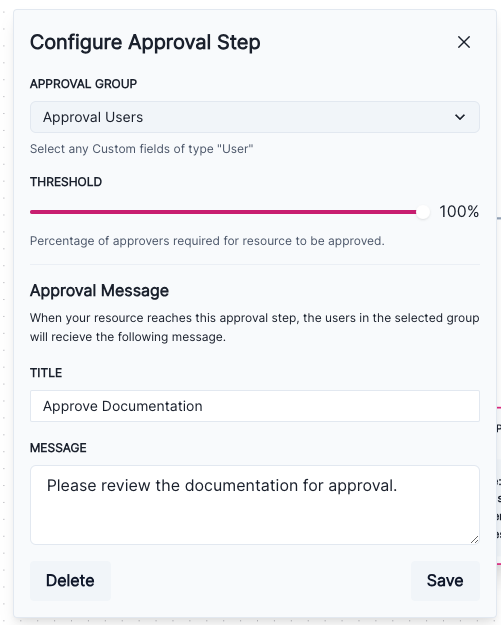 Configure Approval Step
APPROVAL GROUP
Approval Users
Select any Custom fields of type "User"
THRESHOLD
100%
Percentage of approvers required for resource to be approved.
Approval Message
When your resource reaches this approval step, the users in the selected group
will recieve the following message.
TITLE
Approve Documentation
MESSAGE
Please review the documentation for approval.
Delete
Save